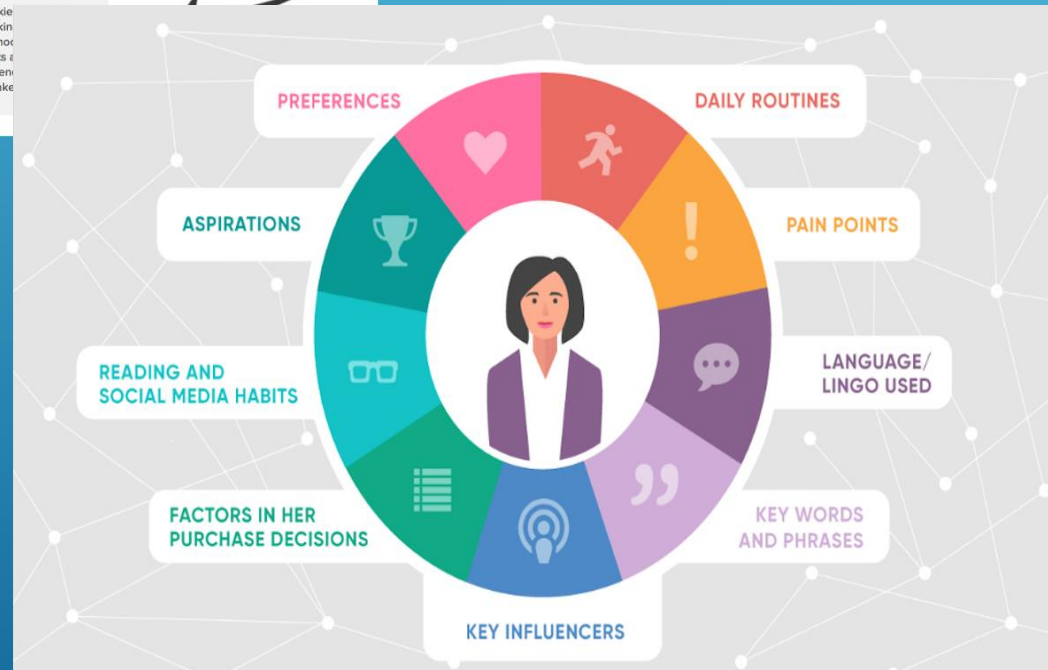 PREFERENCES
DAILY ROUTINES
ASPIRATIONS
PAIN POINTS
READING AND
SOCIAL MEDIA HABITS
LANGUAGE/
LINGO USED
FACTORS IN HER
PURCHASE DECISIONS
KEY WORDS
AND PHRASES
KEY INFLUENCERS